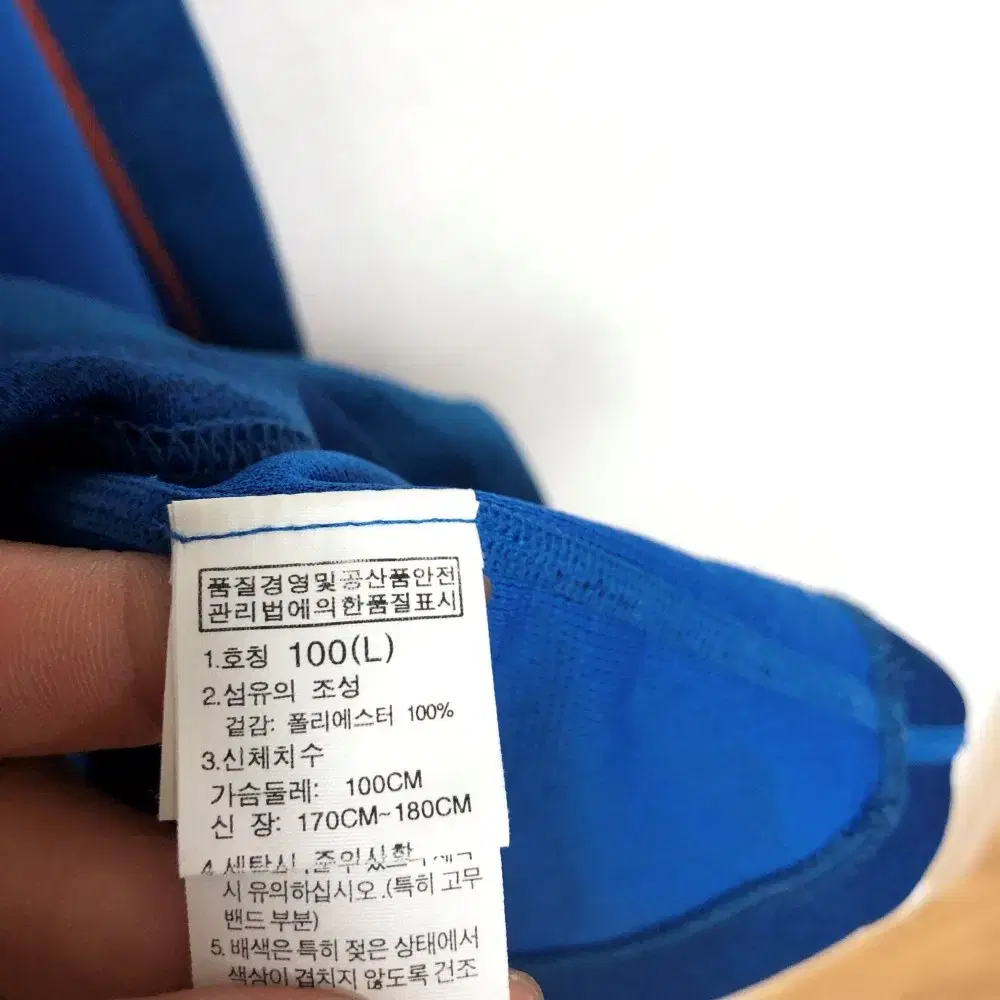 품질경영및공산품안전
관리법에의한품질표시
1.호칭 100(L)
2.섬유의 조성
겉감: 폴리에스터 100%
3.신체치수
가슴둘레: 100CM
신 장: 170CM~180CM
4.세탁시
시 유의하십시오.(특히 고무
밴드 부분)
5. 배색은 특히 젖은 상태에서
색상이 겹치지 않도록 건조